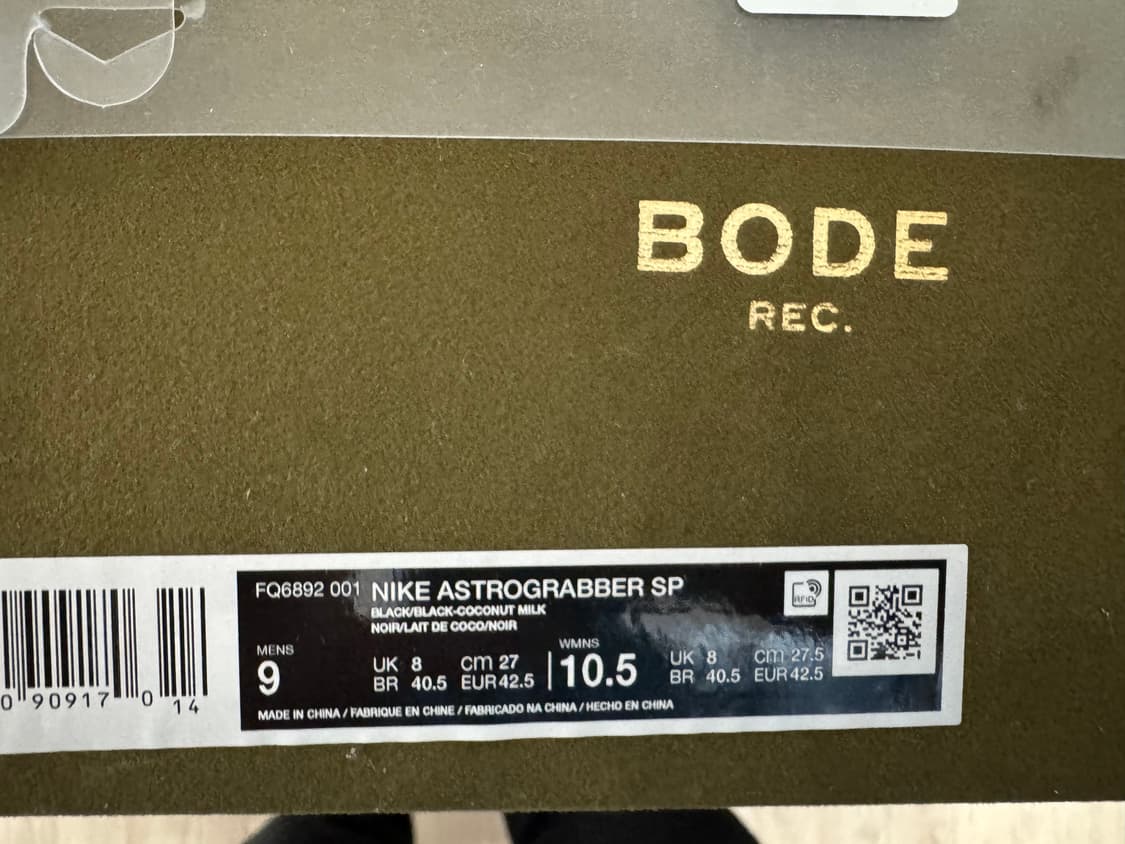 BODE
REC.
FQ6892 001 NIKE ASTROGRABBER SP
BLACK/BLACK-COCONUT MILK
NOIR/LAIT DE COCO/NOIR
RFID
MENS
9
UK 8 cm 27
BR 40.5 EUR 42.5
WMNS
10.5
UK 8 cm 27.5
BR 40.5 EUR 42.5
MADE IN CHINA / FABRIQUE EN CHINE / FABRICADO NA CHINA / HECHO EN CHINA
0 90917 0 14